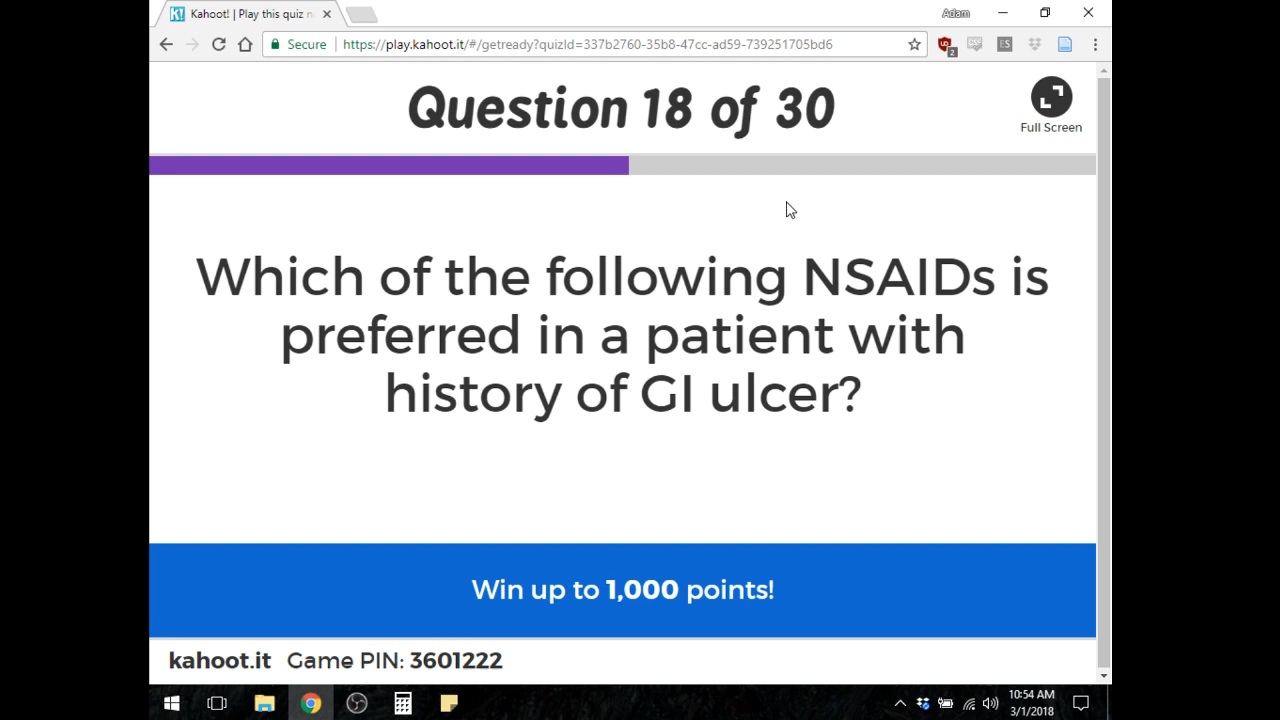 Kahoot! | Play this quiz n
Adam
Secure
https://play.kahoot.it/#/getready?quizId=337b2760-35b8-47cc-ad59-739251705bd6
2
ES
Question 18 of 30
Full Screen
Which of the following NSAIDs is
preferred in a patient with
history of GI ulcer?
Win up to 1,000 points!
kahoot.it Game PIN: 3601222
10:54 AM
3/1/2018